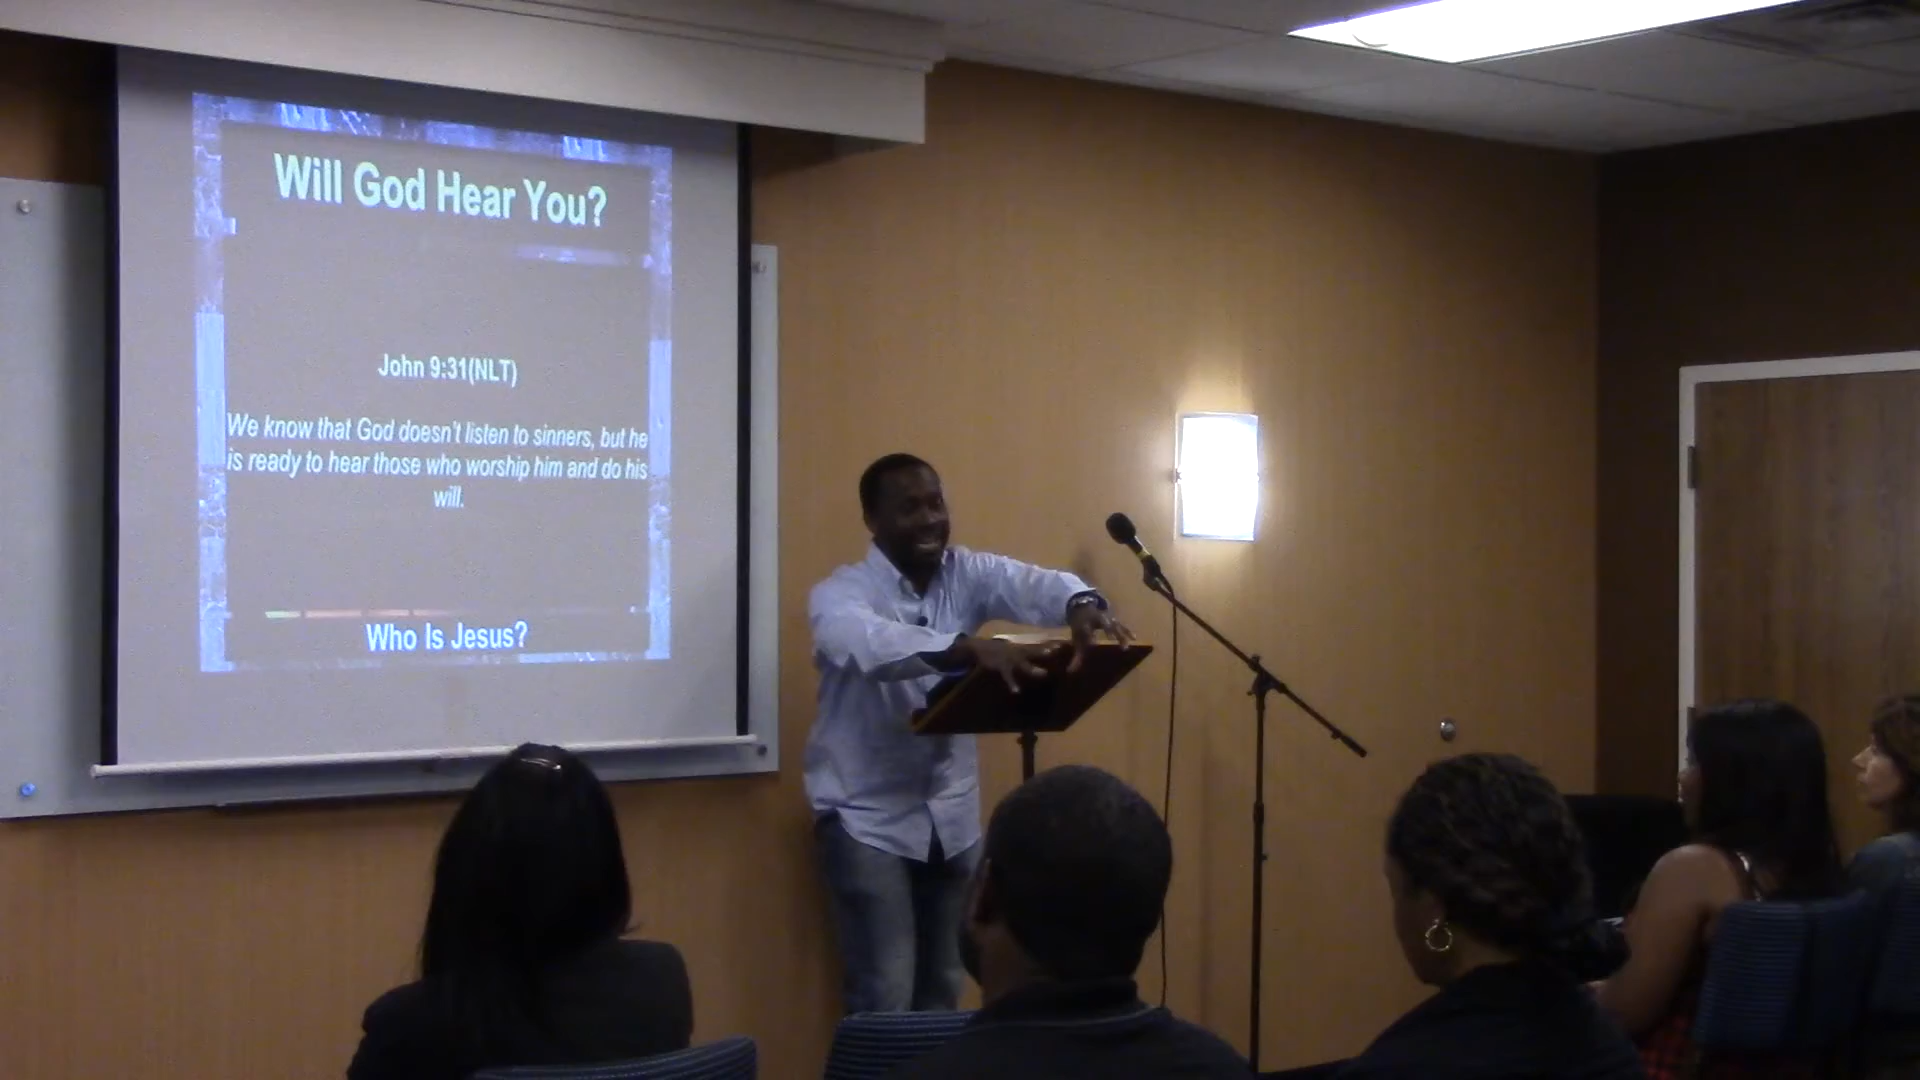 Will God Hear You?
John 9:31(NLT)
We know that God doesn't listen to sinners, but he
is ready to hear those who worship him and do his
will.
Who Is Jesus?